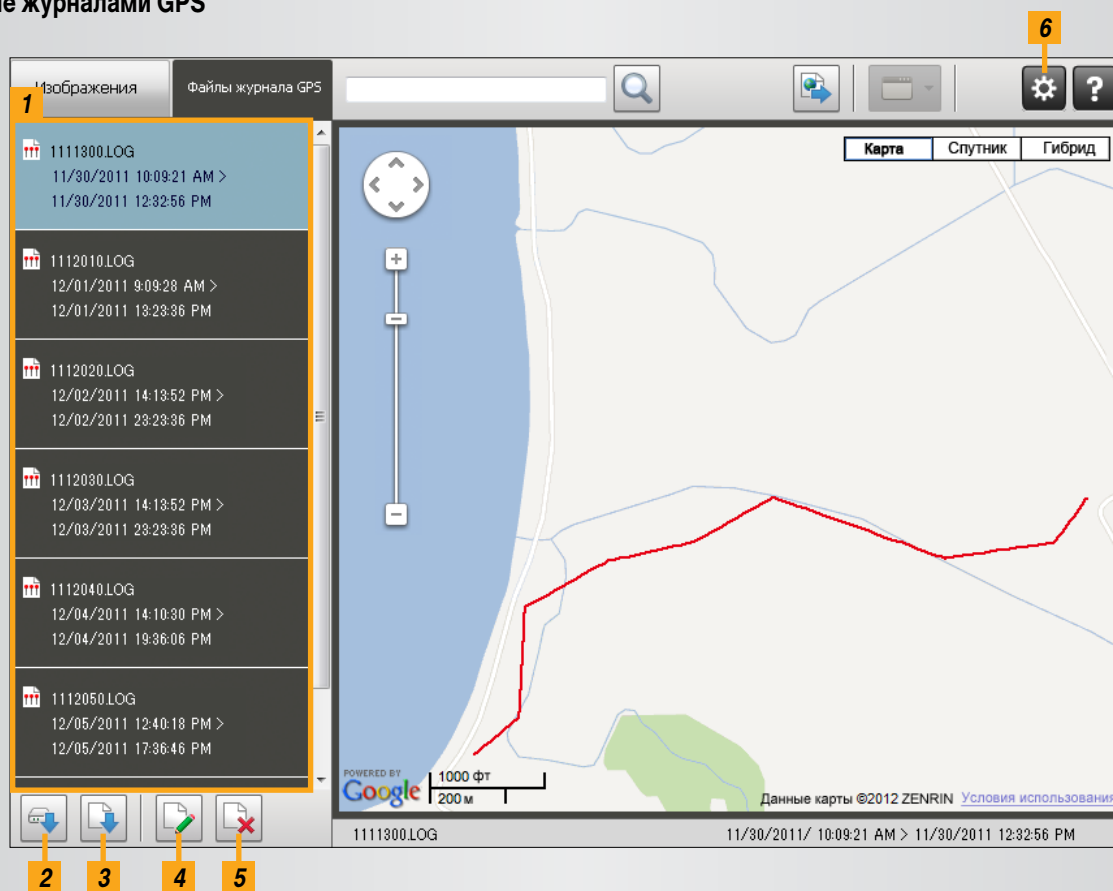 журналами GPS
6
Изображения
Файлы журнала GPS
?
1
Карта
Спутник
Гибрид
1111300.LOG
11/30/2011 10:09:21 AM >
11/30/2011 12:32:56 PM
1112010.LOG
12/01/2011 9:09:28 AM >
12/01/2011 13:23:36 PM
1112020.LOG
12/02/2011 14:13:52 PM >
12/02/2011 23:23:36 PM
1112030.LOG
12/03/2011 14:13:52 PM >
12/03/2011 23:23:36 PM
1112040.LOG
12/04/2011 14:10:30 PM >
12/04/2011 19:36:06 PM
1112050.LOG
12/05/2011 12:40:18 PM >
12/05/2011 17:36:46 PM
POWERED BY
Google
1000 фт
200 м
Данные карты ©2012 ZENRIN Условия использования
1111300.LOG
11/30/2011/ 10:09:21 AM > 11/30/2011 12:32:56 PM
2
3
4
5